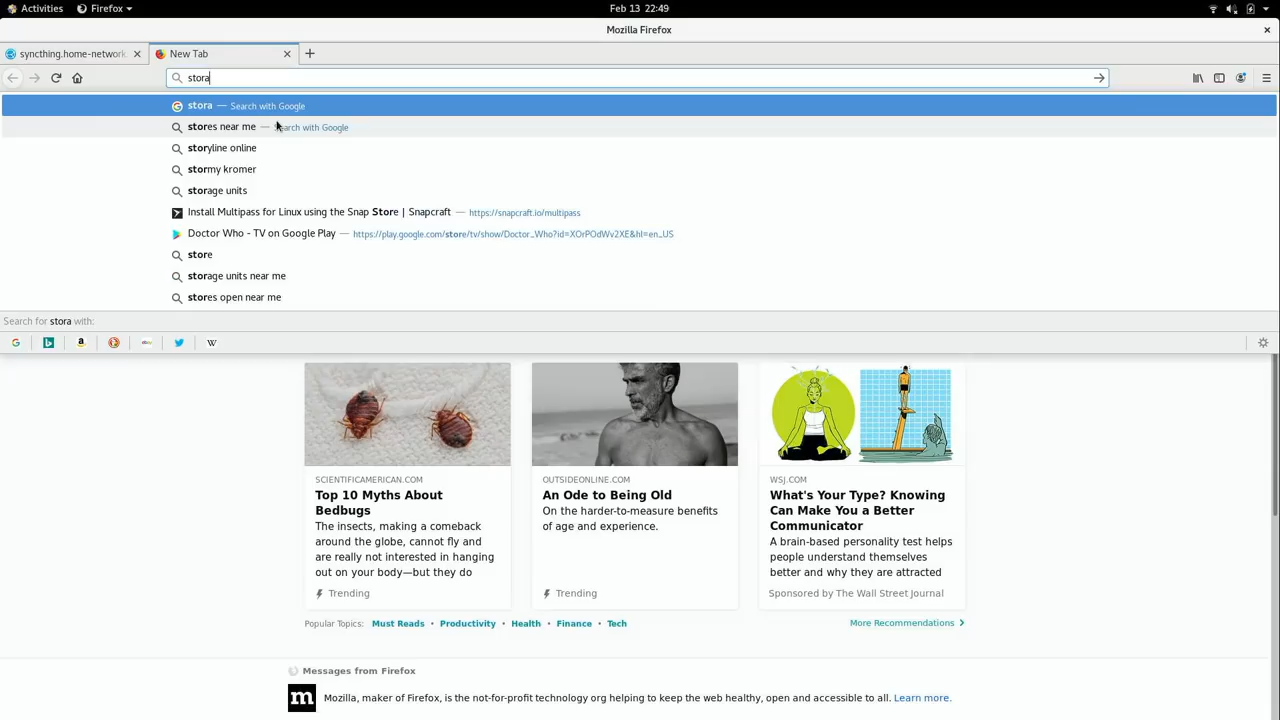 Activities Firefox Feb 13 22:49
Mozilla Firefox
syncthing.home-network New Tab
stora
stora — Search with Google
stores near me — Search with Google
storyline online
stormy kromer
storage units
Install Multipass for Linux using the Snap Store | Snapcraft — https://snapcraft.io/multipass
Doctor Who - TV on Google Play — https://play.google.com/store/tv/show/Doctor_Who?id=XOrPOdWv2XE&hl=en_US
store
storage units near me
stores open near me
Search for stora with:
SCIENTIFICAMERICAN.COM
Top 10 Myths About
Bedbugs
The insects, making a comeback
around the globe, cannot fly and
are really not interested in hanging
out on your body—but they do
Trending
OUTSIDEONLINE.COM
An Ode to Being Old
On the harder-to-measure benefits
of age and experience.
Trending
WSJ.COM
What's Your Type? Knowing
Can Make You a Better
Communicator
A brain-based personality test helps
people understand themselves
better and why they are attracted
Sponsored by The Wall Street Journal
Popular Topics: Must Reads • Productivity • Health • Finance • Tech
More Recommendations
Messages from Firefox
m Mozilla, maker of Firefox, is the not-for-profit technology org helping to keep the web healthy, open and accessible to all. Learn more.